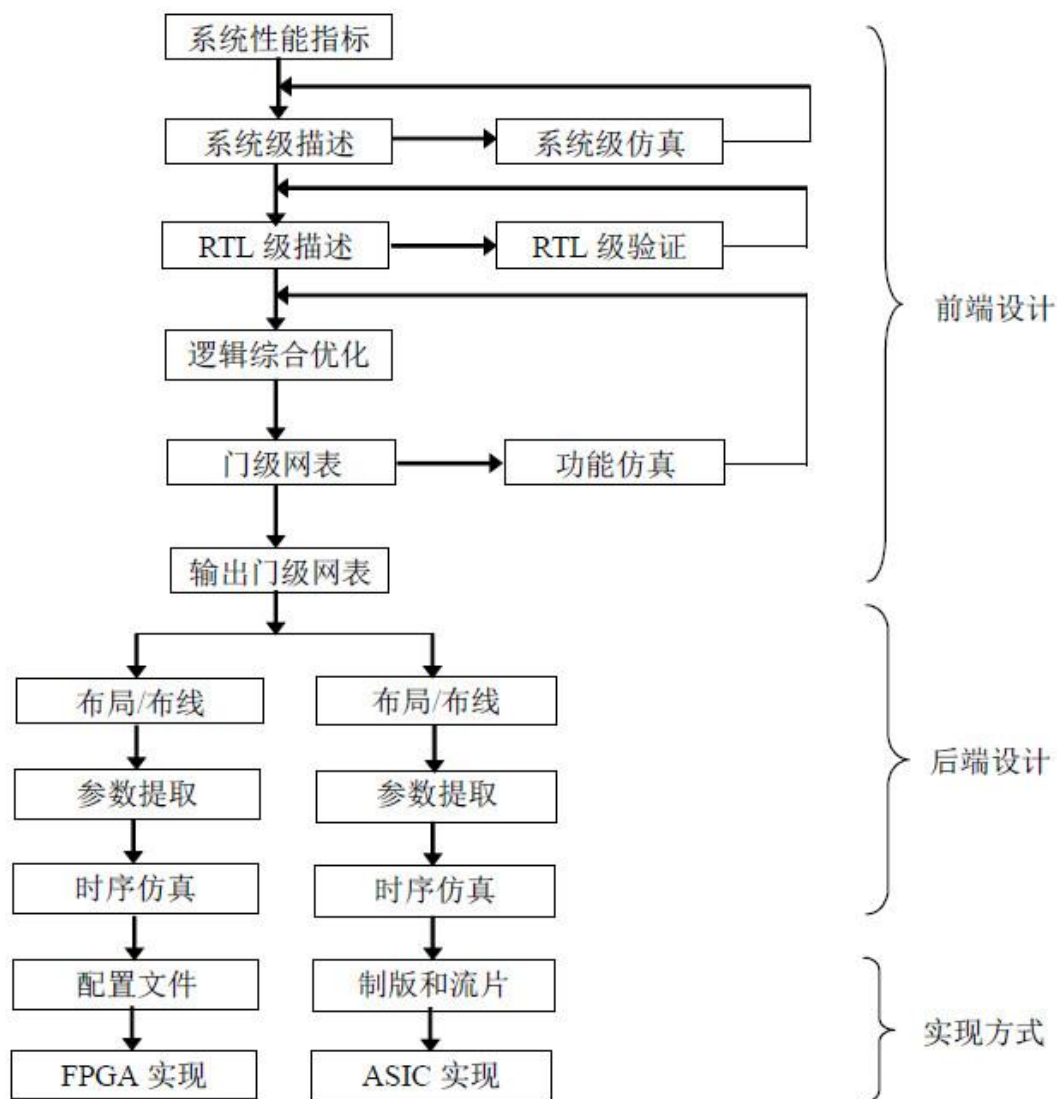 系统性能指标
系统级描述
系统级仿真
RTL 级描述
RTL 级验证
前端设计
逻辑综合优化
门级网表
功能仿真
输出门级网表
布局/布线
布局/布线
后端设计
参数提取
参数提取
时序仿真
时序仿真
配置文件
制版和流片
实现方式
FPGA 实现
ASIC 实现